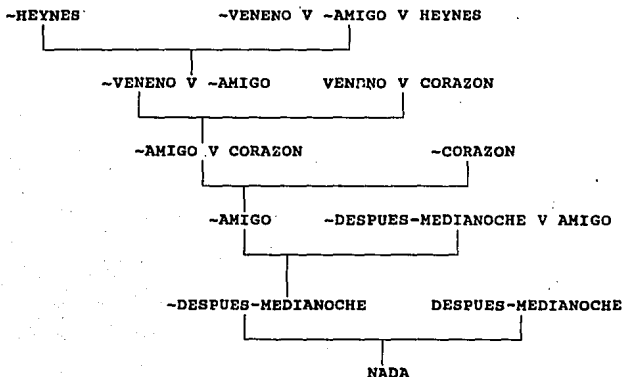 ~HEYNES ~VENENO V ~AMIGO V HEYNES
~VENENO V ~AMIGO VENENO V CORAZON
~AMIGO V CORAZON ~CORAZON
~AMIGO ~DESPUES-MEDIANOCHE V AMIGO
~DESPUES-MEDIANOCHE DESPUES-MEDIANOCHE
NADA